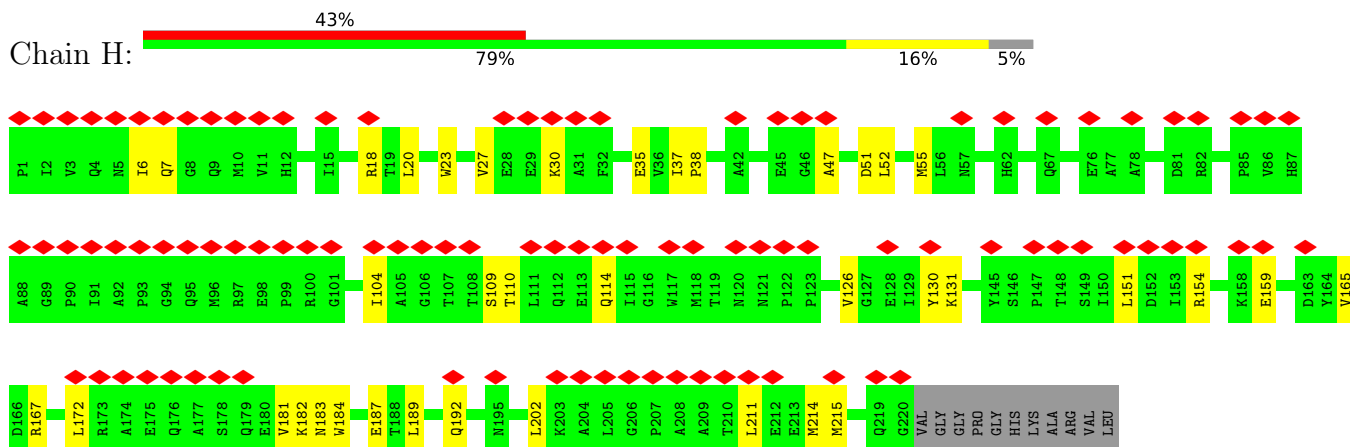 43%
Chain H:
79% 16% 5%
P1 I2 V3 Q4 N5 I6 Q7 G8 Q9 M10 V11 H12 I15 R18 T19 L20 W23 V27 E28 E29 K30 A31 F32 E35 V36 I37 P38 A42 E45 G46 A47 D51 L52 M55 L56 N57 H62 Q67 E76 A77 A78 D81 R82 P85 V86 H87
A88 G89 P90 I91 A92 P93 G94 Q95 M96 R97 E98 P99 R100 G101 I104 A105 G106 T107 T108 S109 T110 L111 Q112 E113 Q114 I115 G116 W117 M118 T119 N120 N121 P122 P123 V126 G127 E128 I129 Y130 K131 Y145 S146 P147 T148 S149 I150 L151 D152 I153 R154 K158 E159 D163 Y164 V165
D166 R167 L172 R173 A174 E175 Q176 A177 S178 Q179 E180 V181 K182 N183 W184 E187 T188 L189 Q192 N195 L202 K203 A204 L205 G206 P207 A208 A209 T210 L211 E212 E213 M214 M215 Q219 G220 VAL GLY GLY PRO GLY HIS LYS ALA ARG VAL LEU